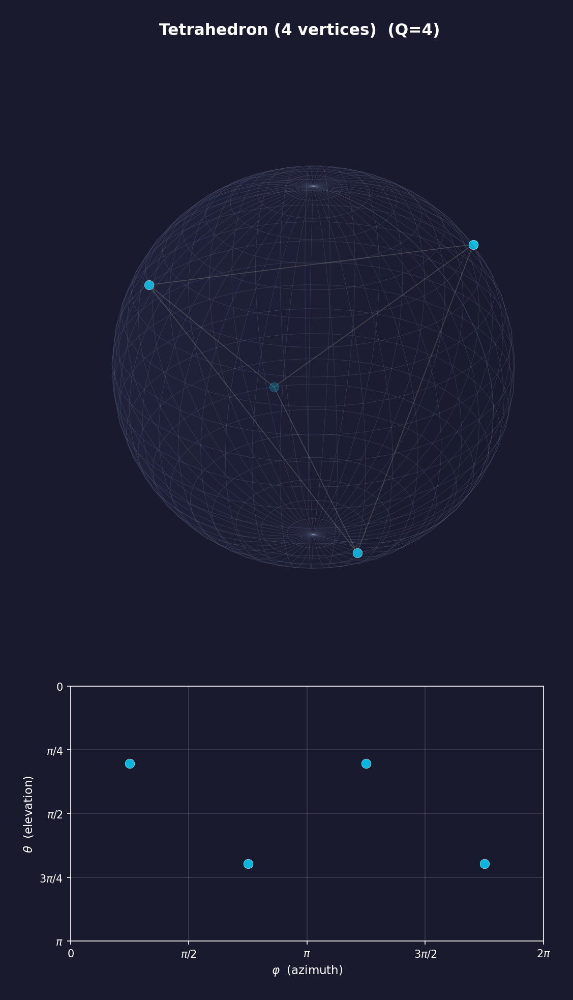 Tetrahedron (4 vertices)  (Q=4)
0
π/4
π/2
3π/4
π
θ (elevation)
0
π/2
π
3π/2
2π
φ (azimuth)